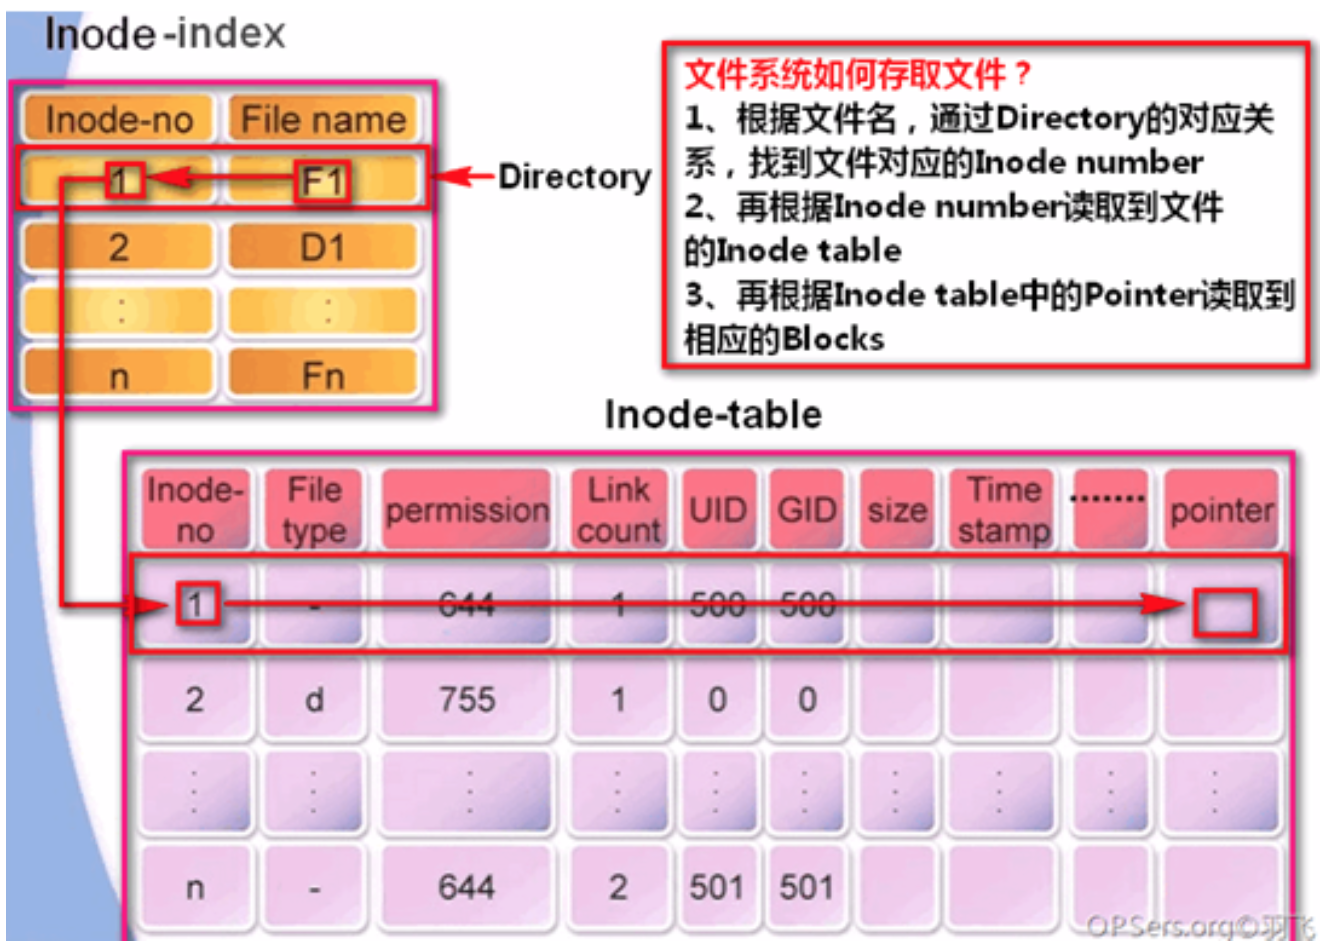 Inode-index
Inode-no File name
1 F1
Directory
2 D1
: :
n Fn
文件系统如何存取文件？
1、根据文件名，通过Directory的对应关
系，找到文件对应的Inode number
2、再根据Inode number读取到文件
的Inode table
3、再根据Inode table中的Pointer读取到
相应的Blocks
Inode-table
Inode-no File type permission Link count UID GID size Time stamp ....... pointer
1 - 644 1 500 500
2 d 755 1 0 0
⋮ ⋮ ⋮ ⋮ ⋮ ⋮ ⋮ ⋮ ⋮ ⋮
n - 644 2 501 501
OPSers.org©羽飞